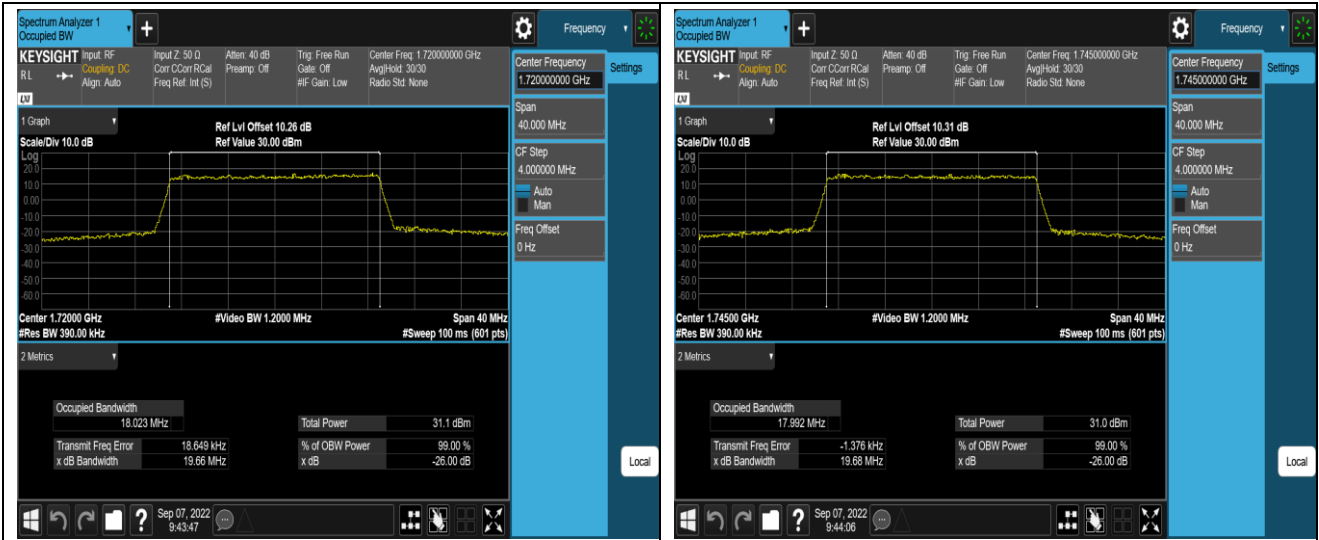 Spectrum Analyzer 1
Occupied BW
+
Frequency
KEYSIGHT
RL
LXI
Input: RF
Coupling: DC
Align: Auto
Input Z: 50 Ω
Corr CCorr RCal
Freq Ref: Int (S)
Atten: 40 dB
Preamp: Off
Trig: Free Run
Gate: Off
#IF Gain: Low
Center Freq: 1.720000000 GHz
Avg|Hold: 30/30
Radio Std: None
Center Frequency
1.720000000 GHz
Settings
Span
40.000 MHz
CF Step
4.000000 MHz
Auto
Man
Freq Offset
0 Hz
Local
1 Graph
Scale/Div 10.0 dB
Ref Lvl Offset 10.26 dB
Ref Value 30.00 dBm
Log
20.0
10.0
0.00
-10.0
-20.0
-30.0
-40.0
-50.0
-60.0
Center 1.72000 GHz
#Res BW 390.00 kHz
#Video BW 1.2000 MHz
Span 40 MHz
#Sweep 100 ms (601 pts)
2 Metrics
Occupied Bandwidth
18.023 MHz
Total Power 31.1 dBm
Transmit Freq Error 18.649 kHz
% of OBW Power 99.00 %
x dB Bandwidth 19.66 MHz
x dB -26.00 dB
?
Sep 07, 2022
9:43:47
Spectrum Analyzer 1
Occupied BW
+
Frequency
KEYSIGHT
RL
LXI
Input: RF
Coupling: DC
Align: Auto
Input Z: 50 Ω
Corr CCorr RCal
Freq Ref: Int (S)
Atten: 40 dB
Preamp: Off
Trig: Free Run
Gate: Off
#IF Gain: Low
Center Freq: 1.745000000 GHz
Avg|Hold: 30/30
Radio Std: None
Center Frequency
1.745000000 GHz
Settings
Span
40.000 MHz
CF Step
4.000000 MHz
Auto
Man
Freq Offset
0 Hz
Local
1 Graph
Scale/Div 10.0 dB
Ref Lvl Offset 10.31 dB
Ref Value 30.00 dBm
Log
20.0
10.0
0.00
-10.0
-20.0
-30.0
-40.0
-50.0
-60.0
Center 1.74500 GHz
#Res BW 390.00 kHz
#Video BW 1.2000 MHz
Span 40 MHz
#Sweep 100 ms (601 pts)
2 Metrics
Occupied Bandwidth
17.992 MHz
Total Power 31.0 dBm
Transmit Freq Error -1.376 kHz
% of OBW Power 99.00 %
x dB Bandwidth 19.68 MHz
x dB -26.00 dB
?
Sep 07, 2022
9:44:06